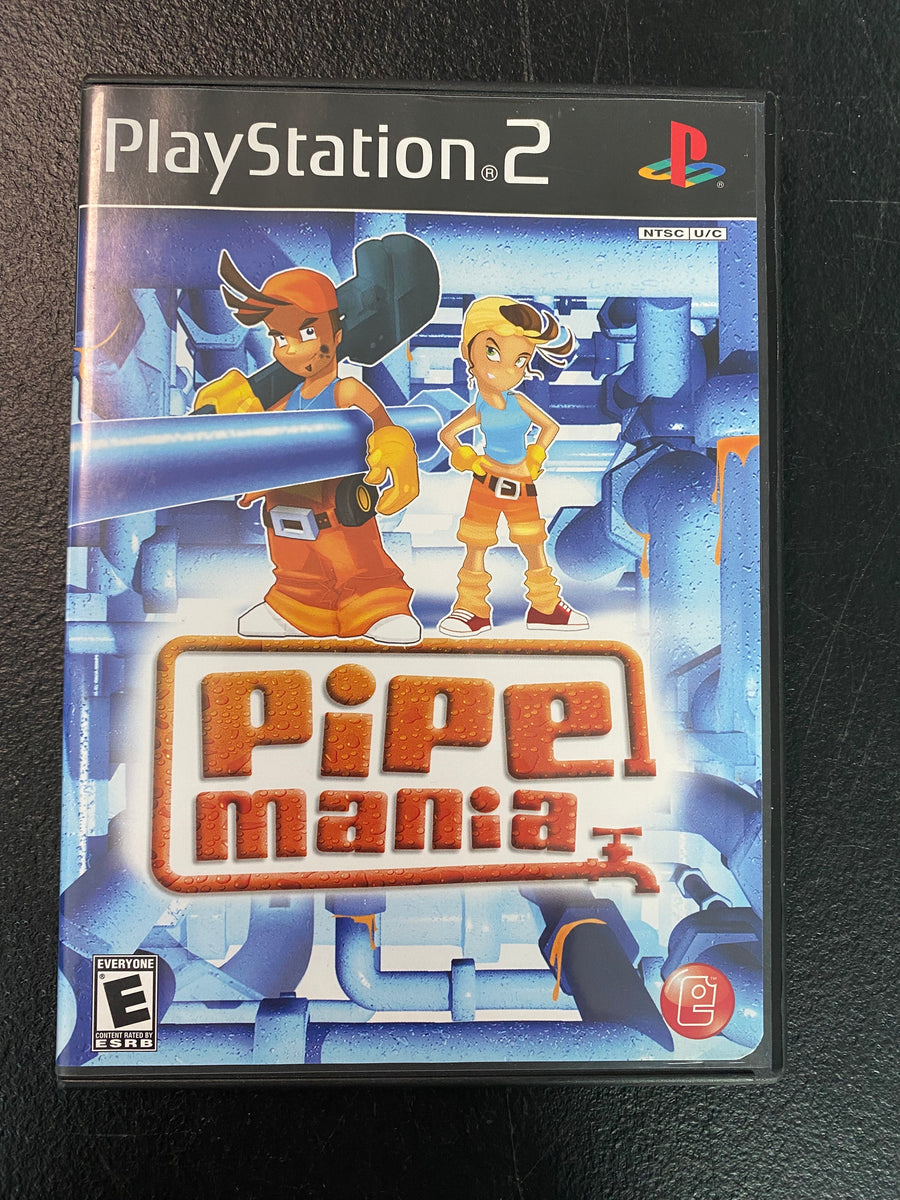 PlayStation®2
NTSC U/C
Pipe
mania
EVERYONE
E
CONTENT RATED BY
ESRB